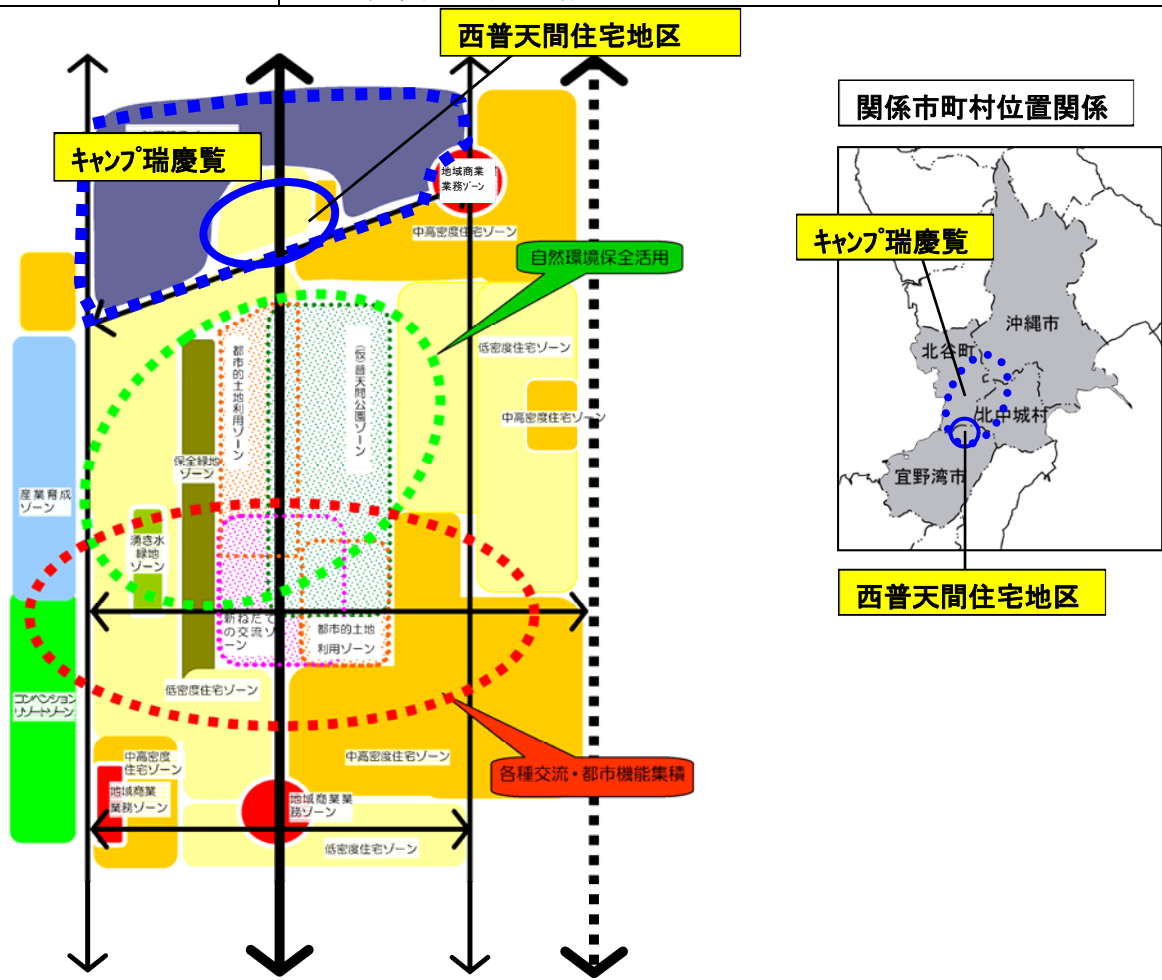 西普天間住宅地区
キャンプ瑞慶覧
地域商業
業務ゾーン
中高密度住宅ゾーン
自然環境保全活用
低密度住宅ゾーン
都市的土地利用ゾーン
(仮)普天間公園ゾーン
中高密度住宅ゾーン
保全緑地
ゾーン
産業育成
ゾーン
湧き水
緑地
ゾーン
新ねたて
の交流ゾ
ーン
都市的土地
利用ゾーン
低密度住宅ゾーン
コンベンション
リゾートゾーン
中高密度
住宅ゾーン
中高密度住宅ゾーン
各種交流・都市機能集積
地域商業
業務ゾーン
地域商業業
務ゾーン
低密度住宅ゾーン
関係市町村位置関係
キャンプ瑞慶覧
沖縄市
北谷町
北中城村
宜野湾市
西普天間住宅地区